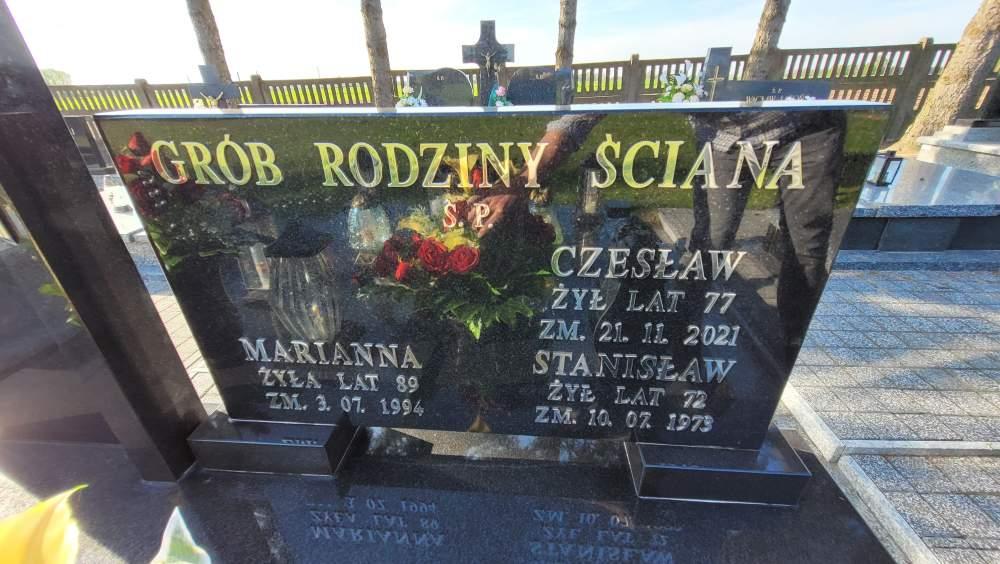 GRÓB RODZINY ŚCIANA
Ś.P.
CZESŁAW
ŻYŁ LAT 77
ZM. 21. 11. 2021
MARIANNA
ŻYŁA LAT 89
ZM. 3. 07. 1994
STANISŁAW
ŻYŁ LAT 72
ZM. 10. 07. 1973